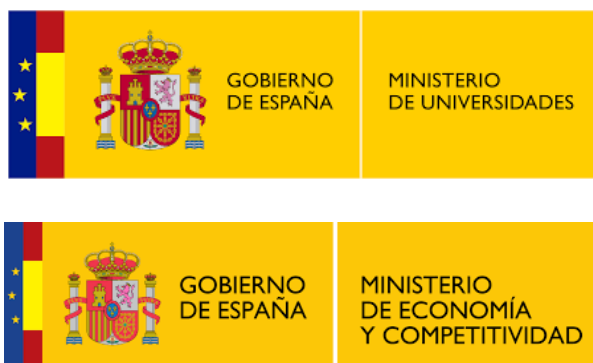 GOBIERNO
DE ESPAÑA
MINISTERIO
DE UNIVERSIDADES
GOBIERNO
DE ESPAÑA
MINISTERIO
DE ECONOMÍA
Y COMPETITIVIDAD